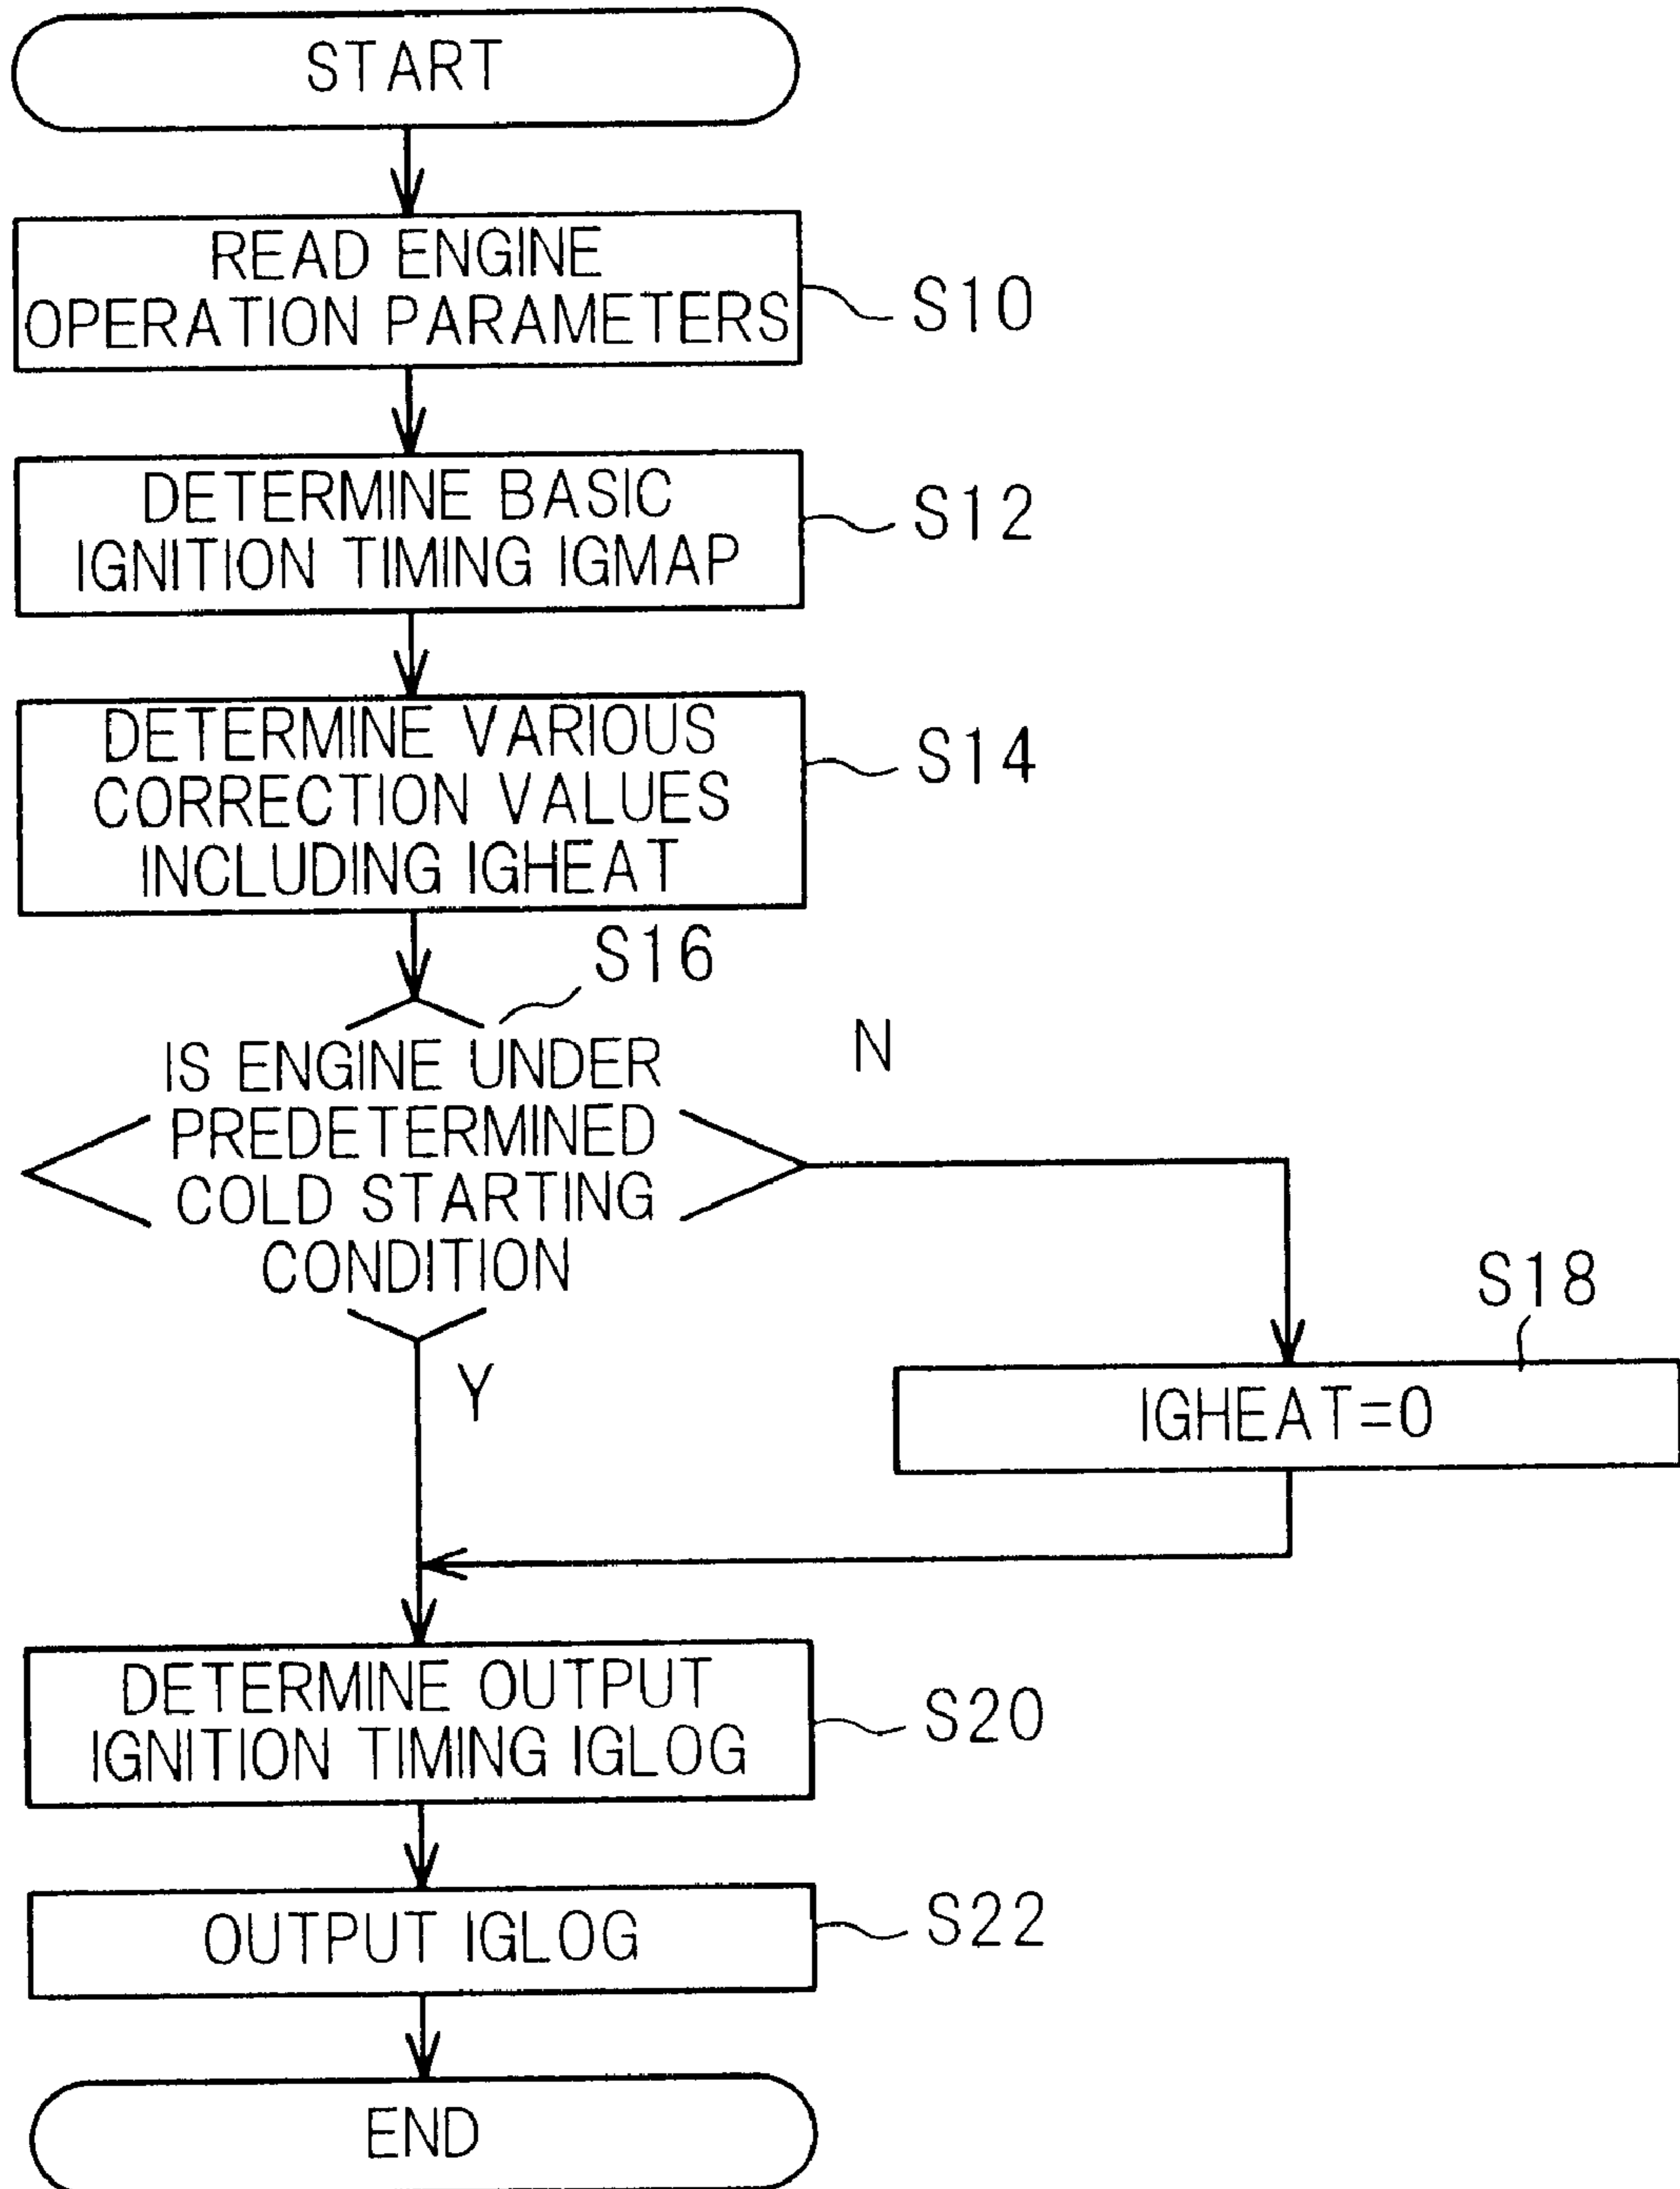 START
READ ENGINE
OPERATION PARAMETERS
S10
DETERMINE BASIC
IGNITION TIMING IGMAP
S12
DETERMINE VARIOUS
CORRECTION VALUES
INCLUDING IGHEAT
S14
S16
IS ENGINE UNDER
PREDETERMINED
COLD STARTING
CONDITION
N
Y
S18
IGHEAT=0
DETERMINE OUTPUT
IGNITION TIMING IGLOG
S20
OUTPUT IGLOG
S22
END